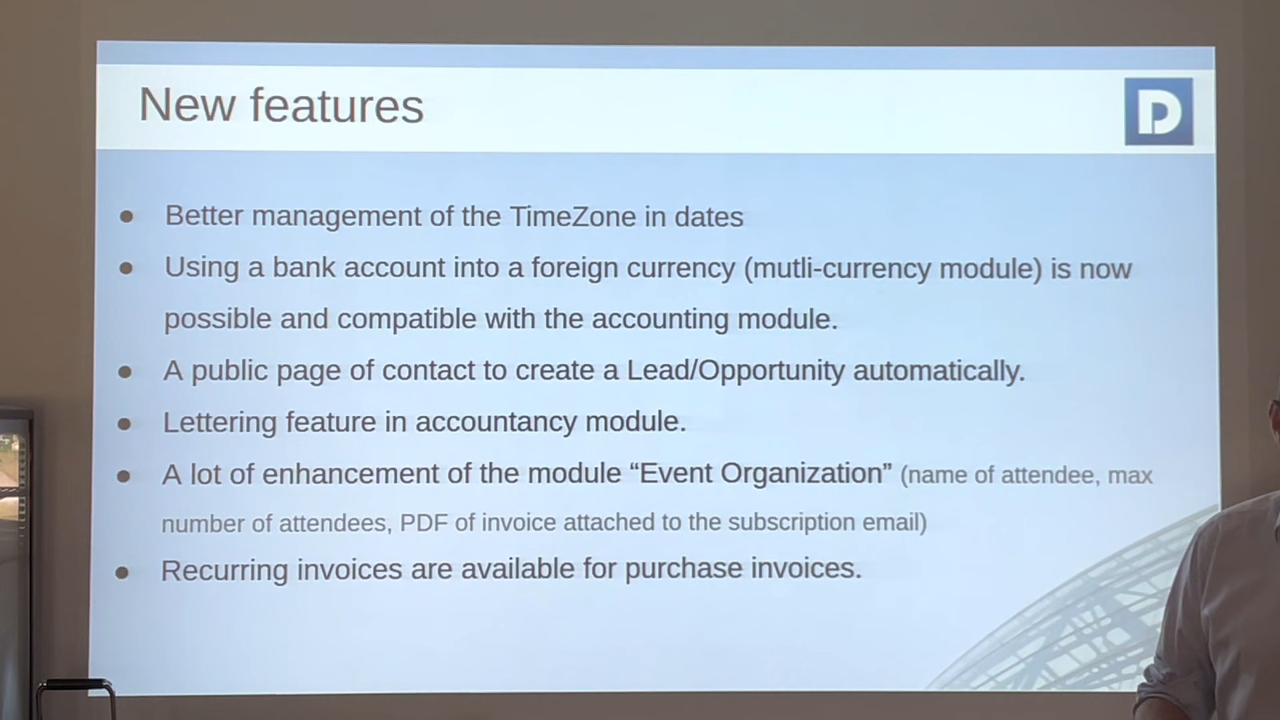 New features
D
• Better management of the TimeZone in dates
• Using a bank account into a foreign currency (mutli-currency module) is now
possible and compatible with the accounting module.
• A public page of contact to create a Lead/Opportunity automatically.
• Lettering feature in accountancy module.
• A lot of enhancement of the module “Event Organization” (name of attendee, max
number of attendees, PDF of invoice attached to the subscription email)
• Recurring invoices are available for purchase invoices.